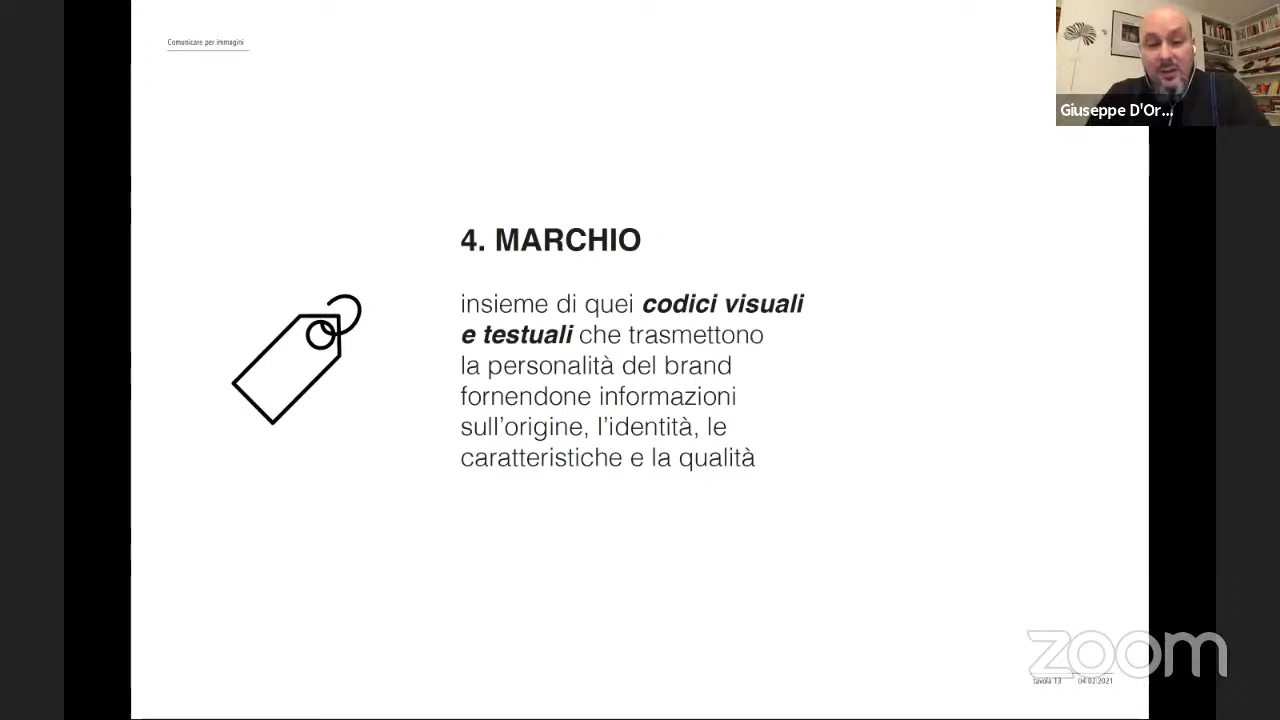 Comunicare per immagini
Giuseppe D'Or...
4. MARCHIO
insieme di quei codici visuali
e testuali che trasmettono
la personalità del brand
fornendone informazioni
sull'origine, l'identità, le
caratteristiche e la qualità
zoom
tavola 13 04.02.2021